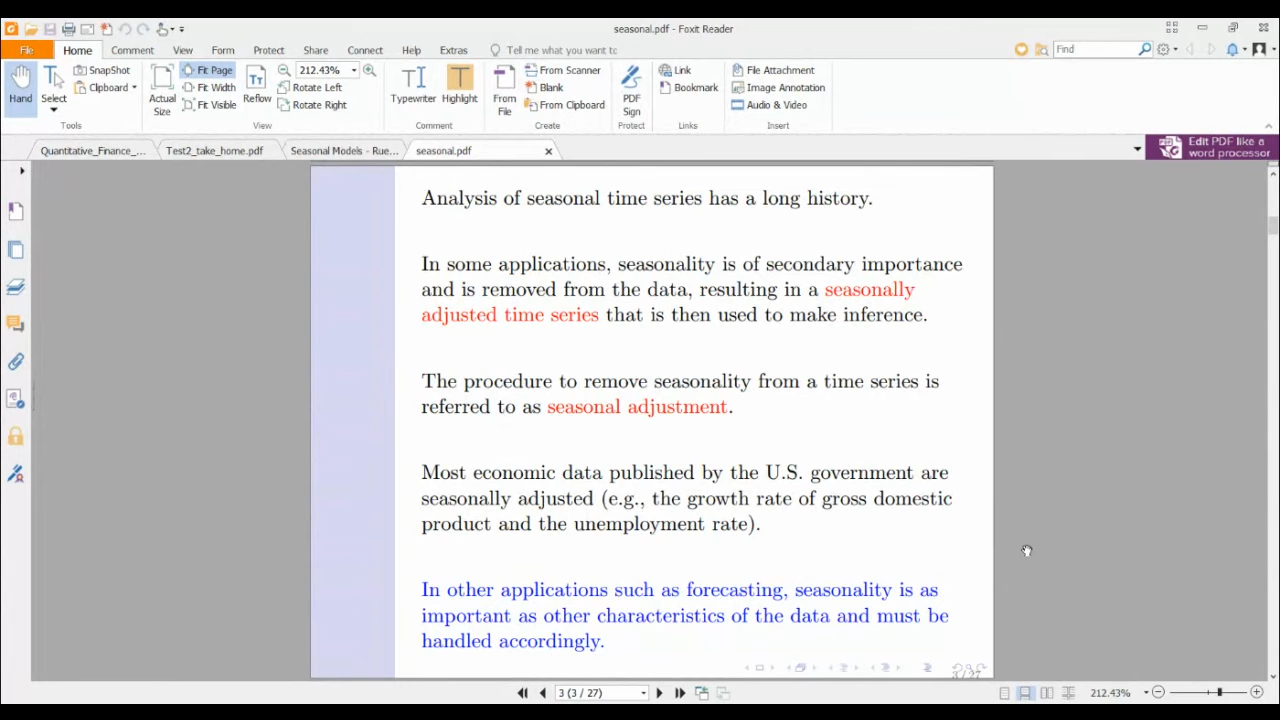 seasonal.pdf - Foxit Reader
File Home Comment View Form Protect Share Connect Help Extras Tell me what you want to Find
Hand Select SnapShot Clipboard
Actual Size Fit Page Fit Width Fit Visible Reflow 212.43% Rotate Left Rotate Right
Typewriter Highlight
From File From Scanner Blank From Clipboard
PDF Sign
Link Bookmark
File Attachment Image Annotation Audio & Video
Tools View Comment Create Protect Links Insert
Quantitative_Finance_... Test2_take_home.pdf Seasonal Models - Rue... seasonal.pdf
Edit PDF like a
word processor
Analysis of seasonal time series has a long history.
In some applications, seasonality is of secondary importance
and is removed from the data, resulting in a seasonally
adjusted time series that is then used to make inference.
The procedure to remove seasonality from a time series is
referred to as seasonal adjustment.
Most economic data published by the U.S. government are
seasonally adjusted (e.g., the growth rate of gross domestic
product and the unemployment rate).
In other applications such as forecasting, seasonality is as
important as other characteristics of the data and must be
handled accordingly.
3 / 27
3 (3 / 27) 212.43%